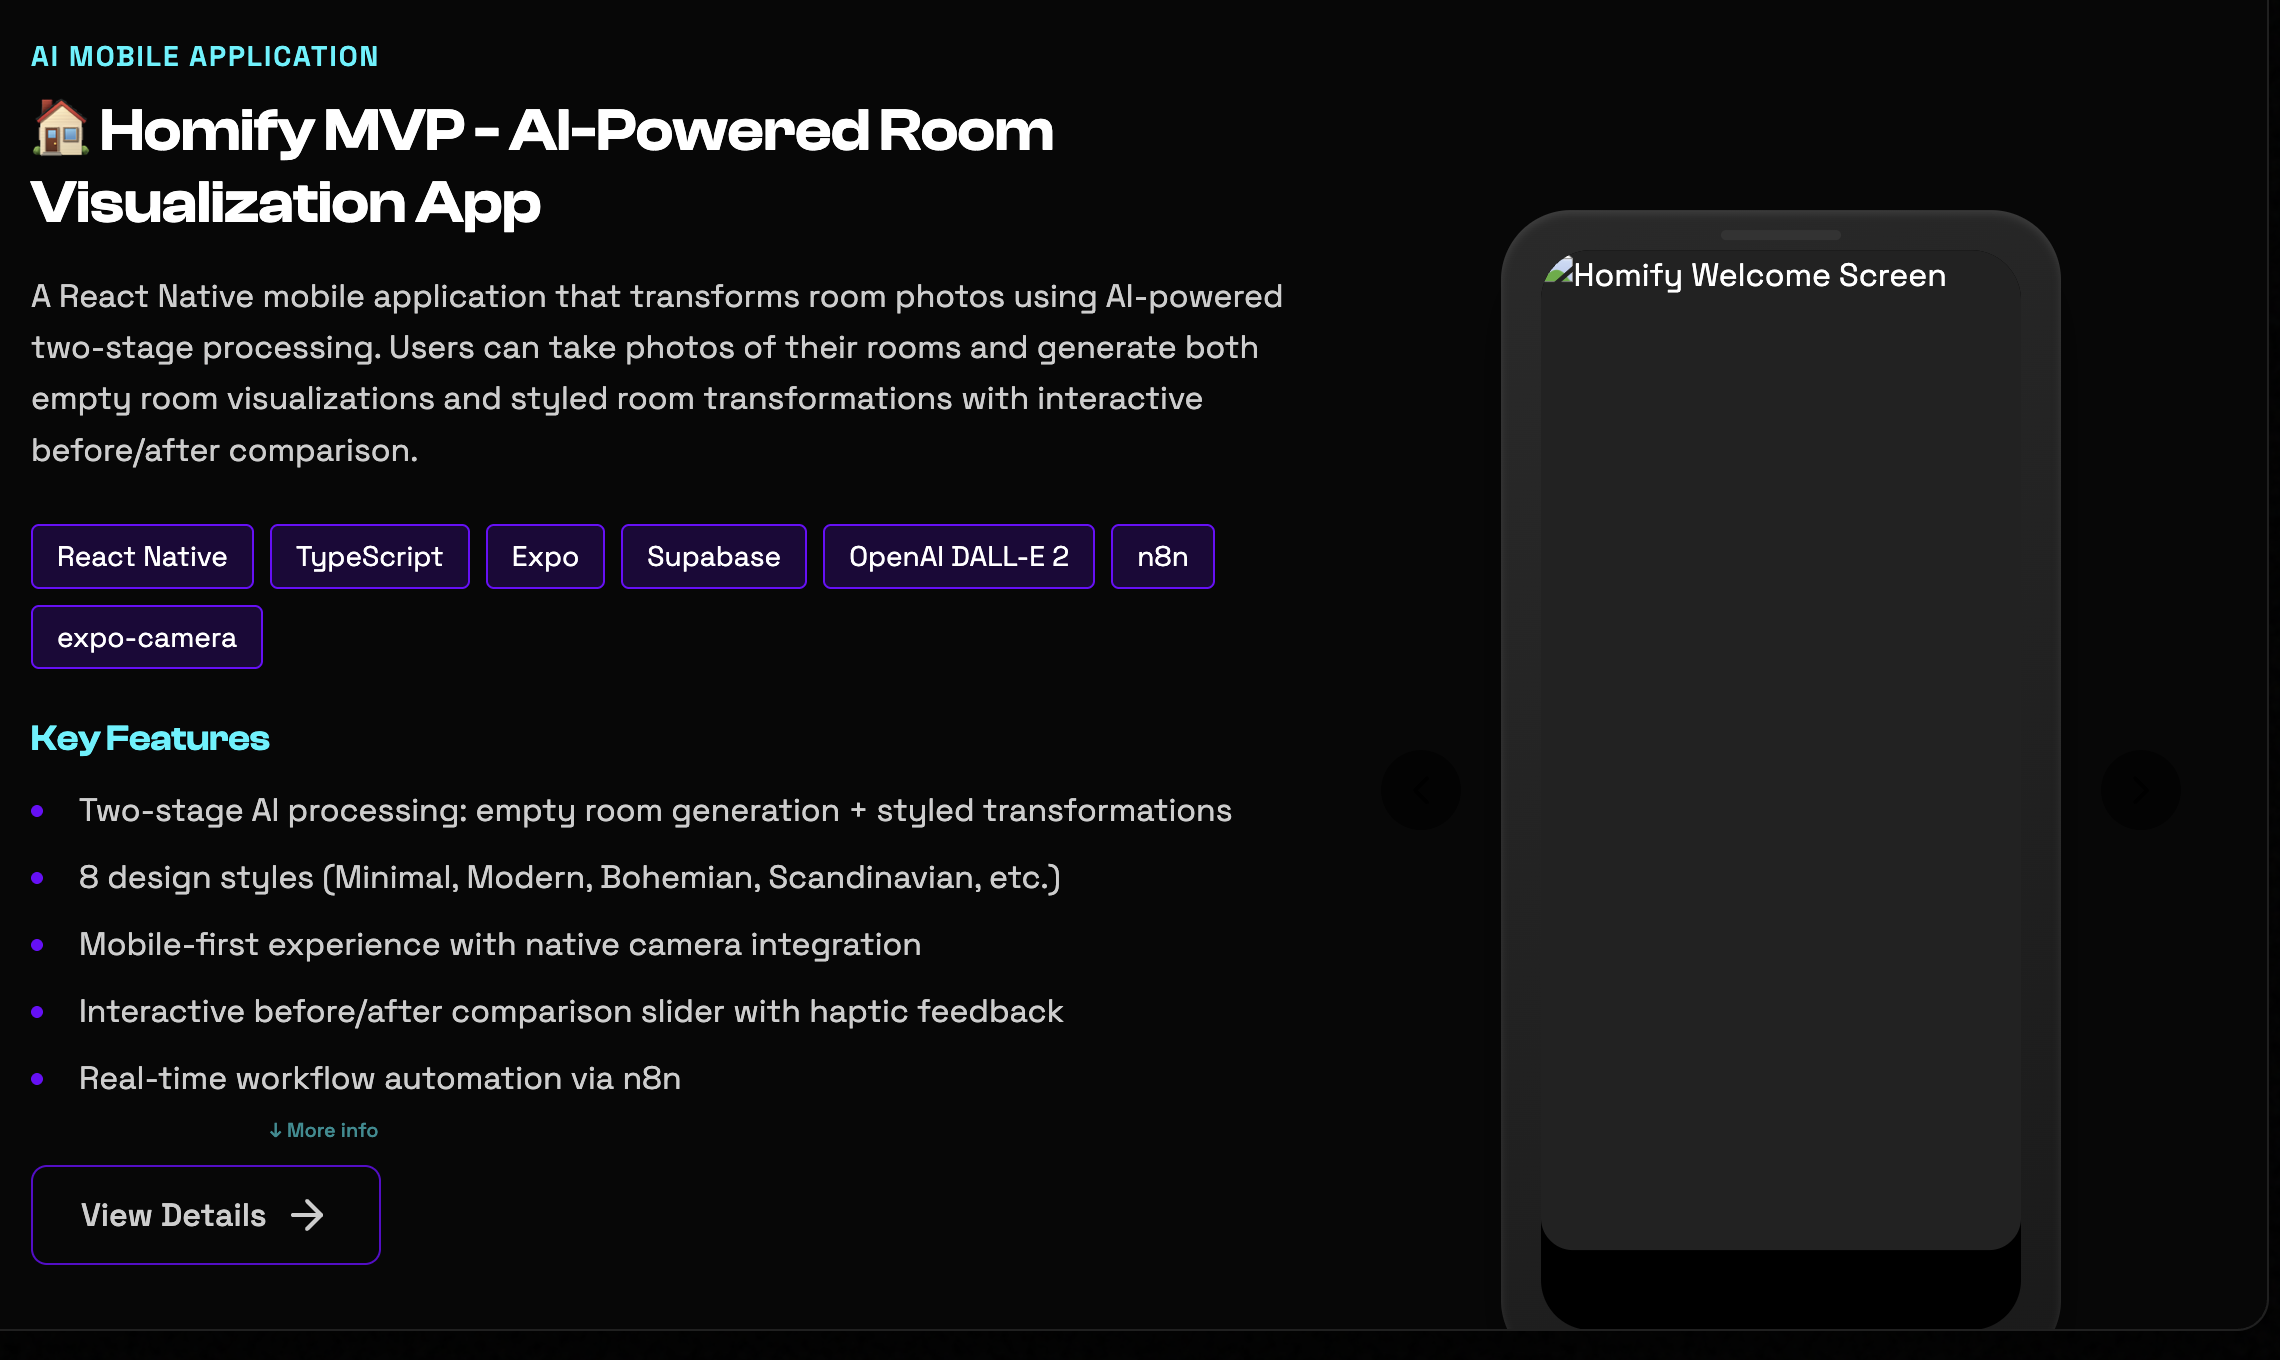 AI MOBILE APPLICATION
🏠 Homify MVP - AI-Powered Room
Visualization App
A React Native mobile application that transforms room photos using AI-powered
two-stage processing. Users can take photos of their rooms and generate both
empty room visualizations and styled room transformations with interactive
before/after comparison.
React Native TypeScript Expo Supabase OpenAI DALL-E 2 n8n
expo-camera
Key Features
Two-stage AI processing: empty room generation + styled transformations
8 design styles (Minimal, Modern, Bohemian, Scandinavian, etc.)
Mobile-first experience with native camera integration
Interactive before/after comparison slider with haptic feedback
Real-time workflow automation via n8n
↓ More info
View Details →
Homify Welcome Screen